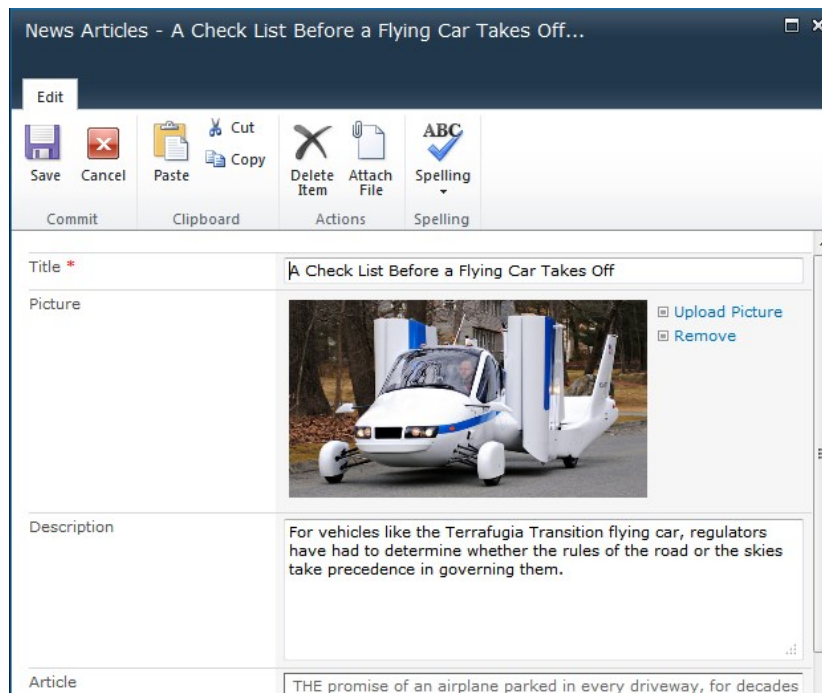 News Articles - A Check List Before a Flying Car Takes Off...
Edit
Save
Cancel
Paste
Cut
Copy
Delete Item
Attach File
ABC
Spelling
Commit
Clipboard
Actions
Spelling
Title *
A Check List Before a Flying Car Takes Off
Picture
Upload Picture
Remove
Description
For vehicles like the Terrafugia Transition flying car, regulators
have had to determine whether the rules of the road or the skies
take precedence in governing them.
Article
THE promise of an airplane parked in every driveway, for decades